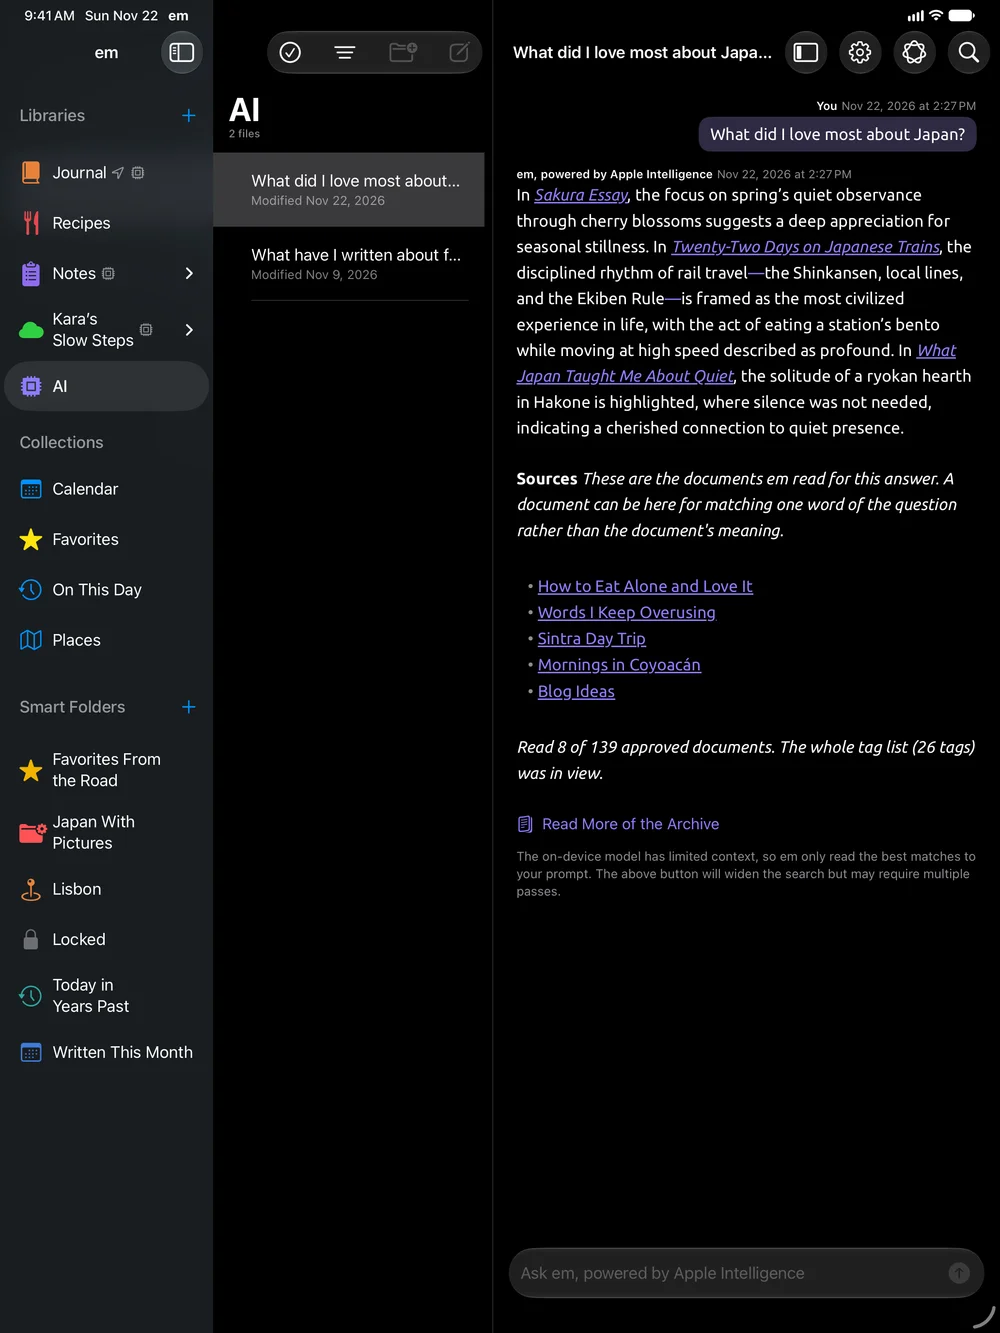 9:41 AM Sun Nov 22 em
em
Libraries
Journal
Recipes
Notes
Kara's
Slow Steps
AI
Collections
Calendar
Favorites
On This Day
Places
Smart Folders
Favorites From
the Road
Japan With
Pictures
Lisbon
Locked
Today in
Years Past
Written This Month
AI
2 files
What did I love most about...
Modified Nov 22, 2026
What have I written about f...
Modified Nov 9, 2026
What did I love most about Japa...
You Nov 22, 2026 at 2:27 PM
What did I love most about Japan?
em, powered by Apple Intelligence Nov 22, 2026 at 2:27 PM
In Sakura Essay, the focus on spring's quiet observance
through cherry blossoms suggests a deep appreciation for
seasonal stillness. In Twenty-Two Days on Japanese Trains, the
disciplined rhythm of rail travel—the Shinkansen, local lines,
and the Ekiben Rule—is framed as the most civilized
experience in life, with the act of eating a station's bento
while moving at high speed described as profound. In What
Japan Taught Me About Quiet, the solitude of a ryokan hearth
in Hakone is highlighted, where silence was not needed,
indicating a cherished connection to quiet presence.
Sources These are the documents em read for this answer. A
document can be here for matching one word of the question
rather than the document's meaning.
• How to Eat Alone and Love It
• Words I Keep Overusing
• Sintra Day Trip
• Mornings in Coyoacán
• Blog Ideas
Read 8 of 139 approved documents. The whole tag list (26 tags)
was in view.
Read More of the Archive
The on-device model has limited context, so em only read the best matches to
your prompt. The above button will widen the search but may require multiple
passes.
Ask em, powered by Apple Intelligence